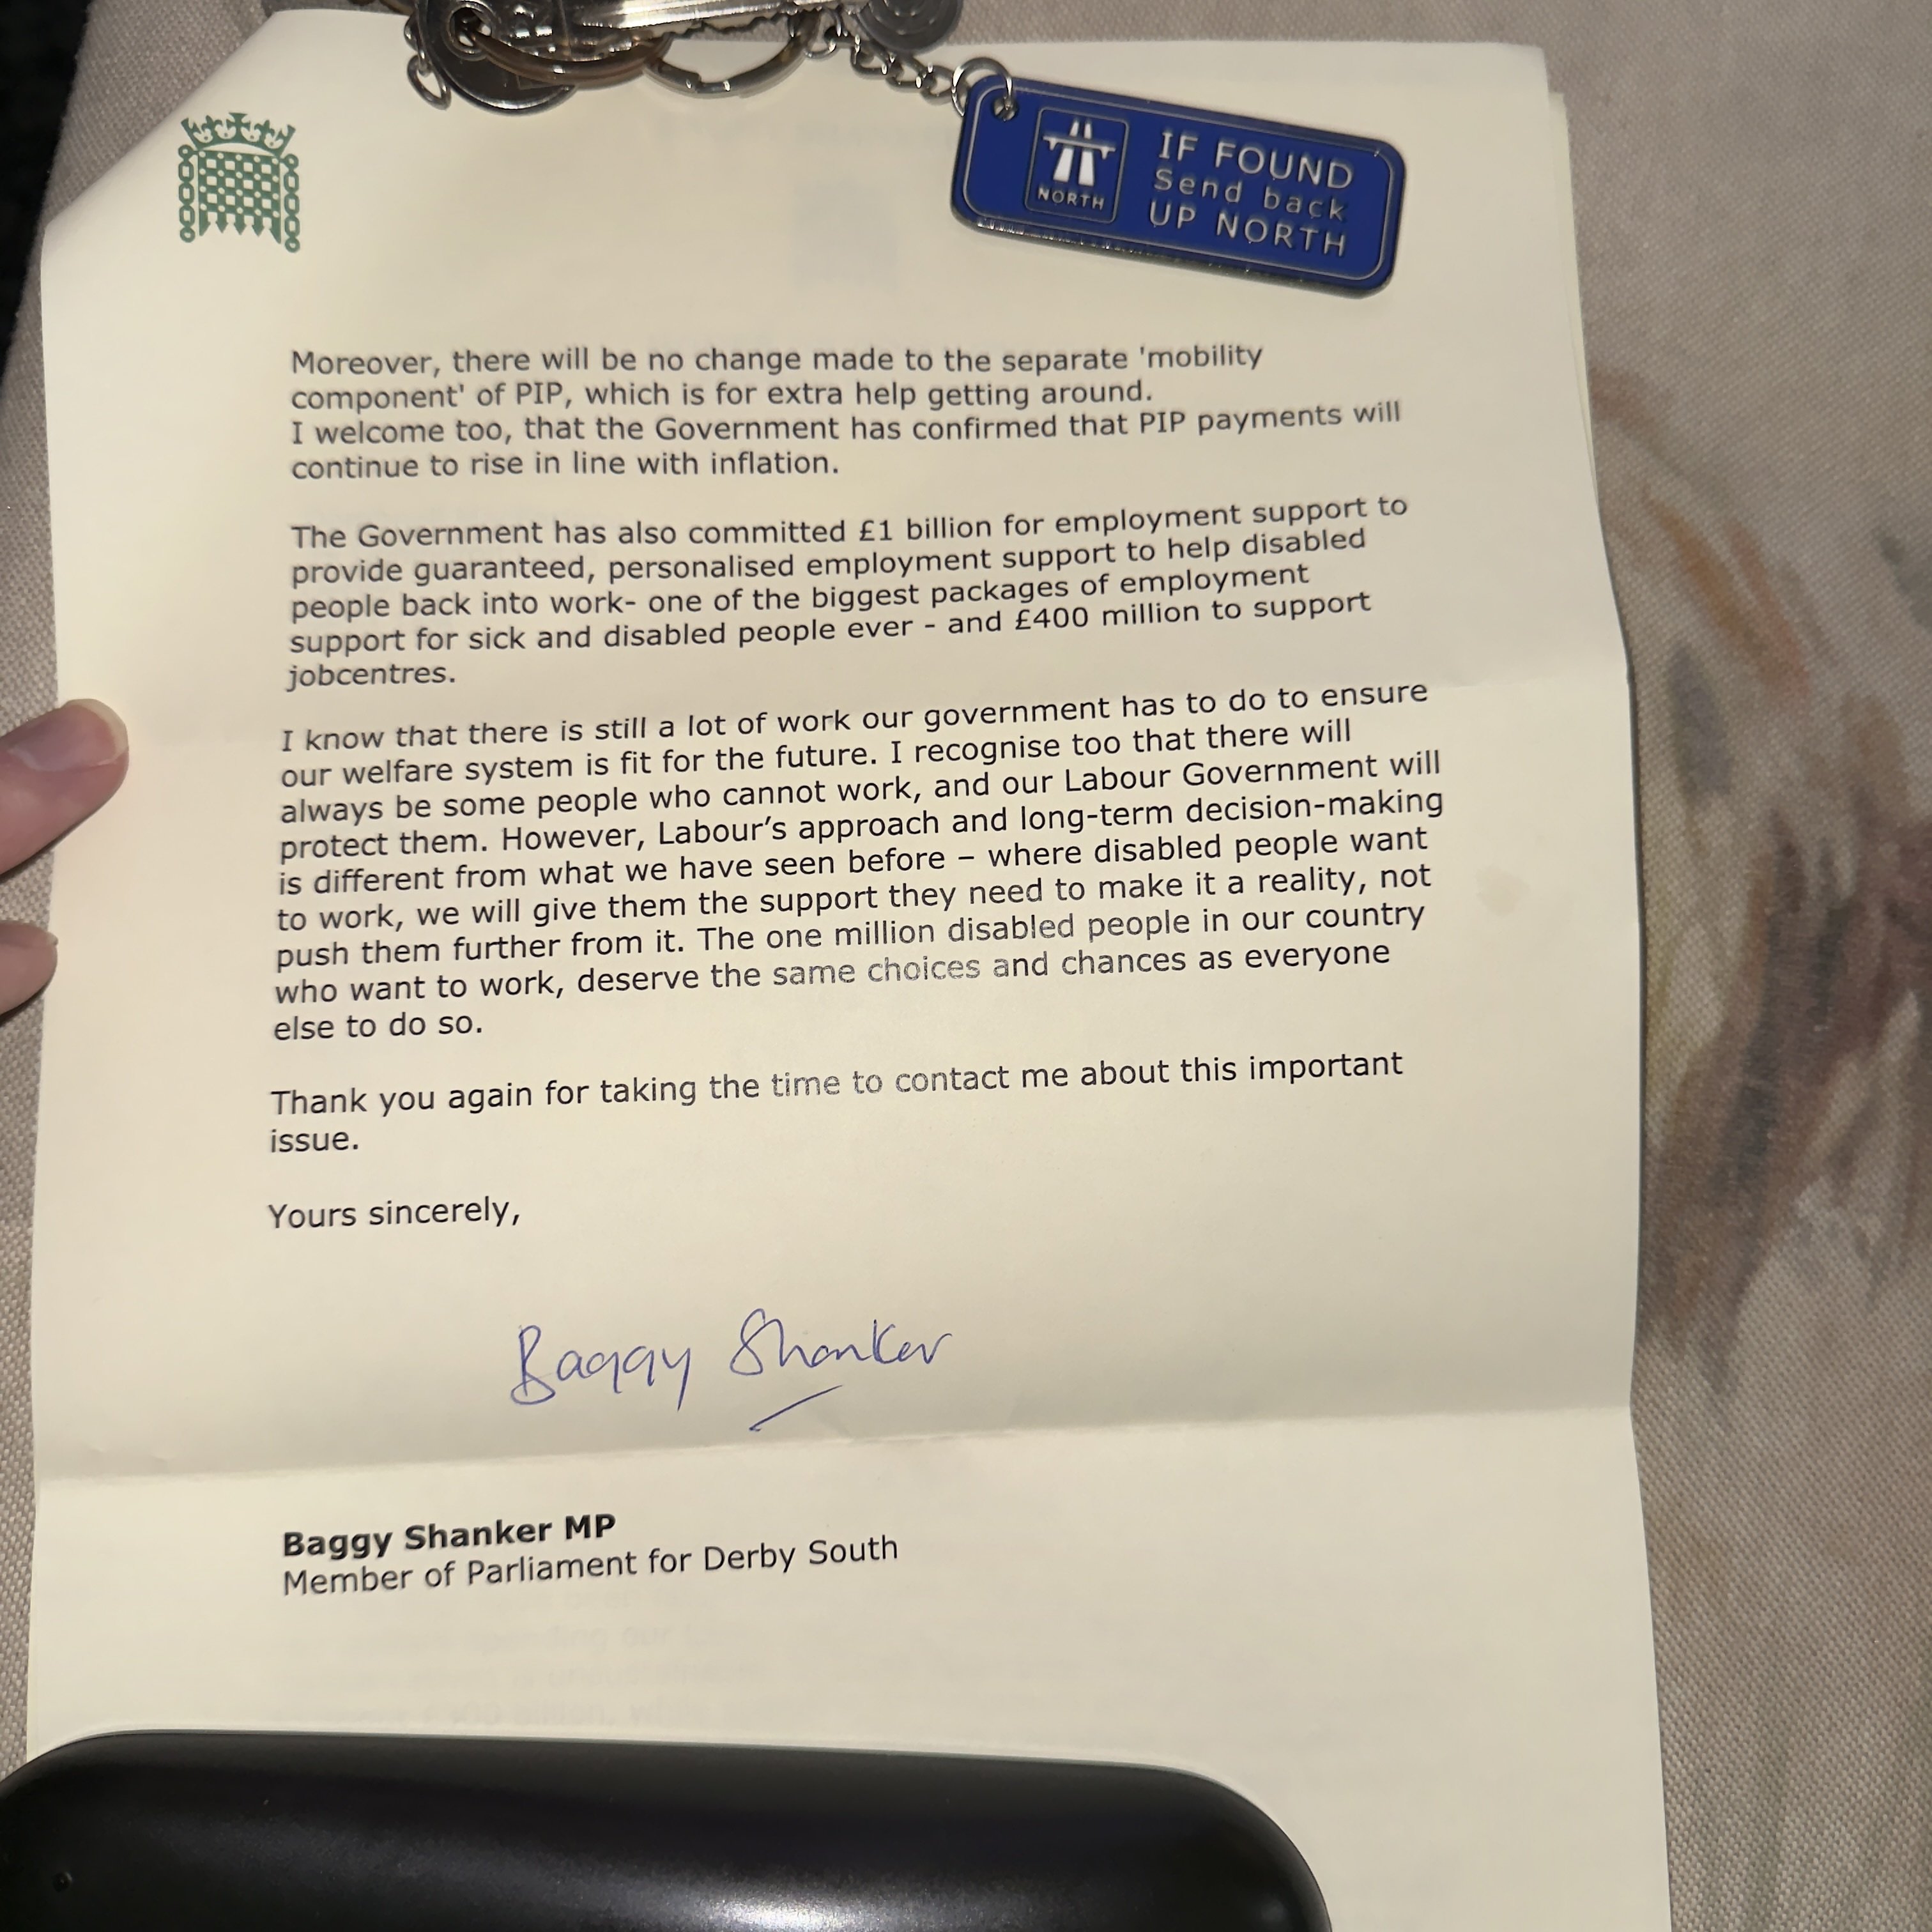 NORTH
IF FOUND
Send back
UP NORTH
Moreover, there will be no change made to the separate 'mobility
component' of PIP, which is for extra help getting around.
I welcome too, that the Government has confirmed that PIP payments will
continue to rise in line with inflation.
The Government has also committed £1 billion for employment support to
provide guaranteed, personalised employment support to help disabled
people back into work- one of the biggest packages of employment
support for sick and disabled people ever - and £400 million to support
jobcentres.
I know that there is still a lot of work our government has to do to ensure
our welfare system is fit for the future. I recognise too that there will
always be some people who cannot work, and our Labour Government will
protect them. However, Labour’s approach and long-term decision-making
is different from what we have seen before – where disabled people want
to work, we will give them the support they need to make it a reality, not
push them further from it. The one million disabled people in our country
who want to work, deserve the same choices and chances as everyone
else to do so.
Thank you again for taking the time to contact me about this important
issue.
Yours sincerely,
Baggy Shanker
Baggy Shanker MP
Member of Parliament for Derby South